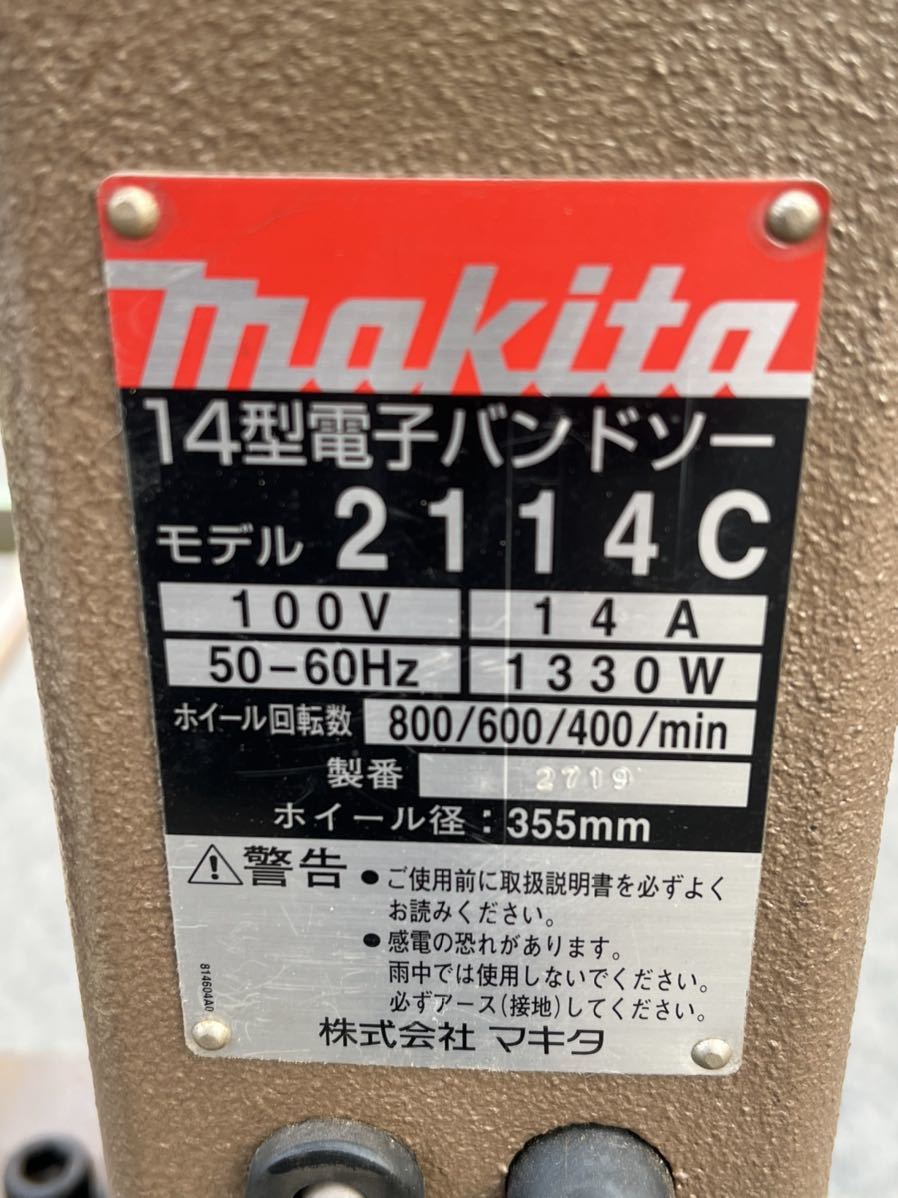 makita
14型電子バンドソー
モデル 2114C
100V 14A
50-60Hz 1330W
ホイール回転数 800/600/400/min
製番 2719
ホイール径：355mm
⚠警告 ●ご使用前に取扱説明書を必ずよく
お読みください。
●感電の恐れがあります。
雨中では使用しないでください。
必ずアース(接地)してください。
814604A0
株式会社 マキタ